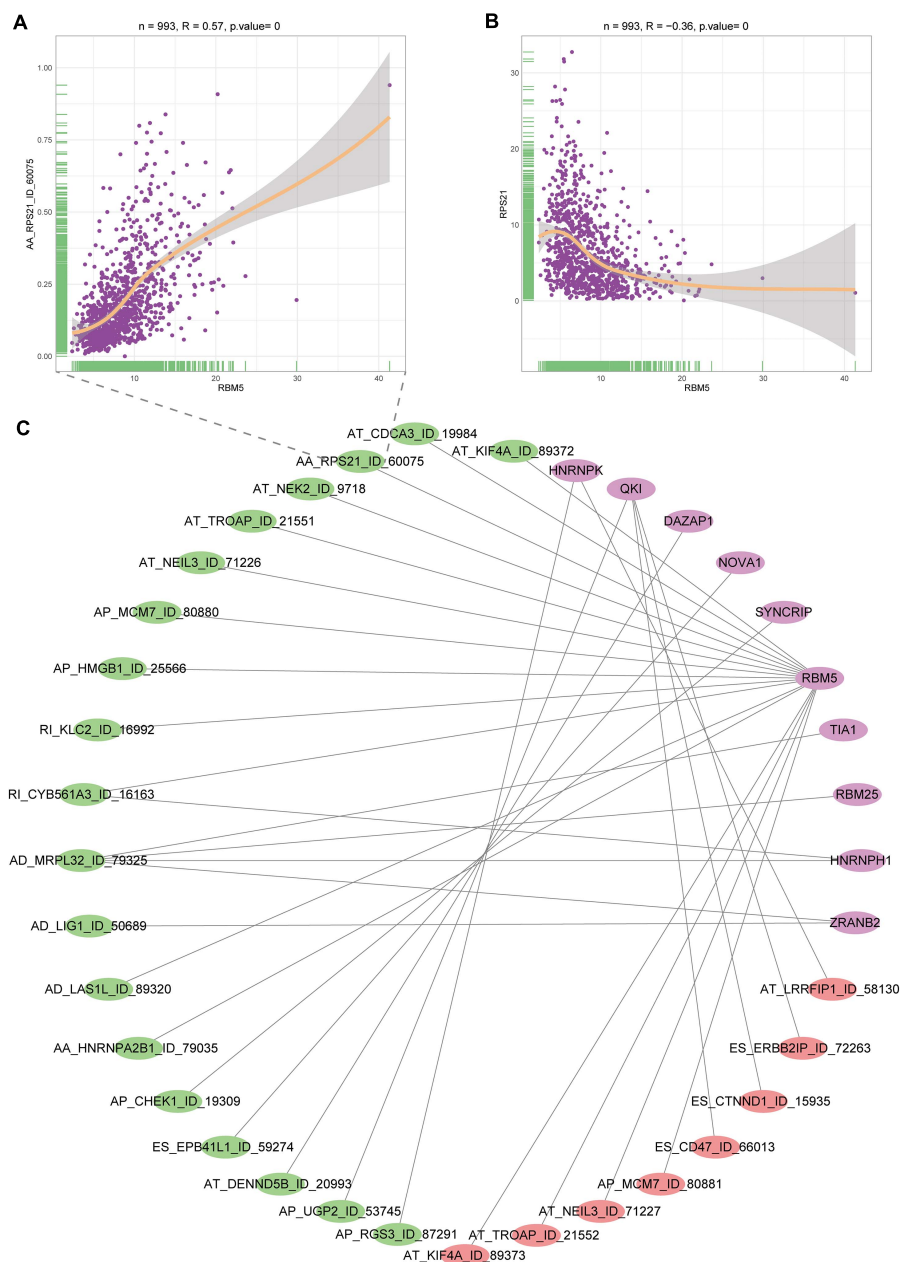 A
n = 993, R = 0.57, p.value= 0
1.00
0.75
0.50
0.25
0.00
AA_RPS21_ID_60075
10
20
30
40
RBM5
B
n = 993, R = −0.36, p.value= 0
30
20
10
0
RPS21
10
20
30
40
RBM5
C
AT_CDCA3_ID_19984
AT_KIF4A_ID_89372
AA_RPS21_ID_60075
HNRNPK
AT_NEK2_ID_9718
QKI
AT_TROAP_ID_21551
DAZAP1
AT_NEIL3_ID_71226
NOVA1
AP_MCM7_ID_80880
SYNCRIP
AP_HMGB1_ID_25566
RBM5
RI_KLC2_ID_16992
TIA1
RI_CYB561A3_ID_16163
RBM25
AD_MRPL32_ID_79325
HNRNPH1
AD_LIG1_ID_50689
ZRANB2
AD_LAS1L_ID_89320
AT_LRRFIP1_ID_58130
AA_HNRNPA2B1_ID_79035
ES_ERBB2IP_ID_72263
AP_CHEK1_ID_19309
ES_CTNND1_ID_15935
ES_EPB41L1_ID_59274
ES_CD47_ID_66013
AT_DENND5B_ID_20993
AP_MCM7_ID_80881
AP_UGP2_ID_53745
AT_NEIL3_ID_71227
AP_RGS3_ID_87291
AT_TROAP_ID_21552
AT_KIF4A_ID_89373